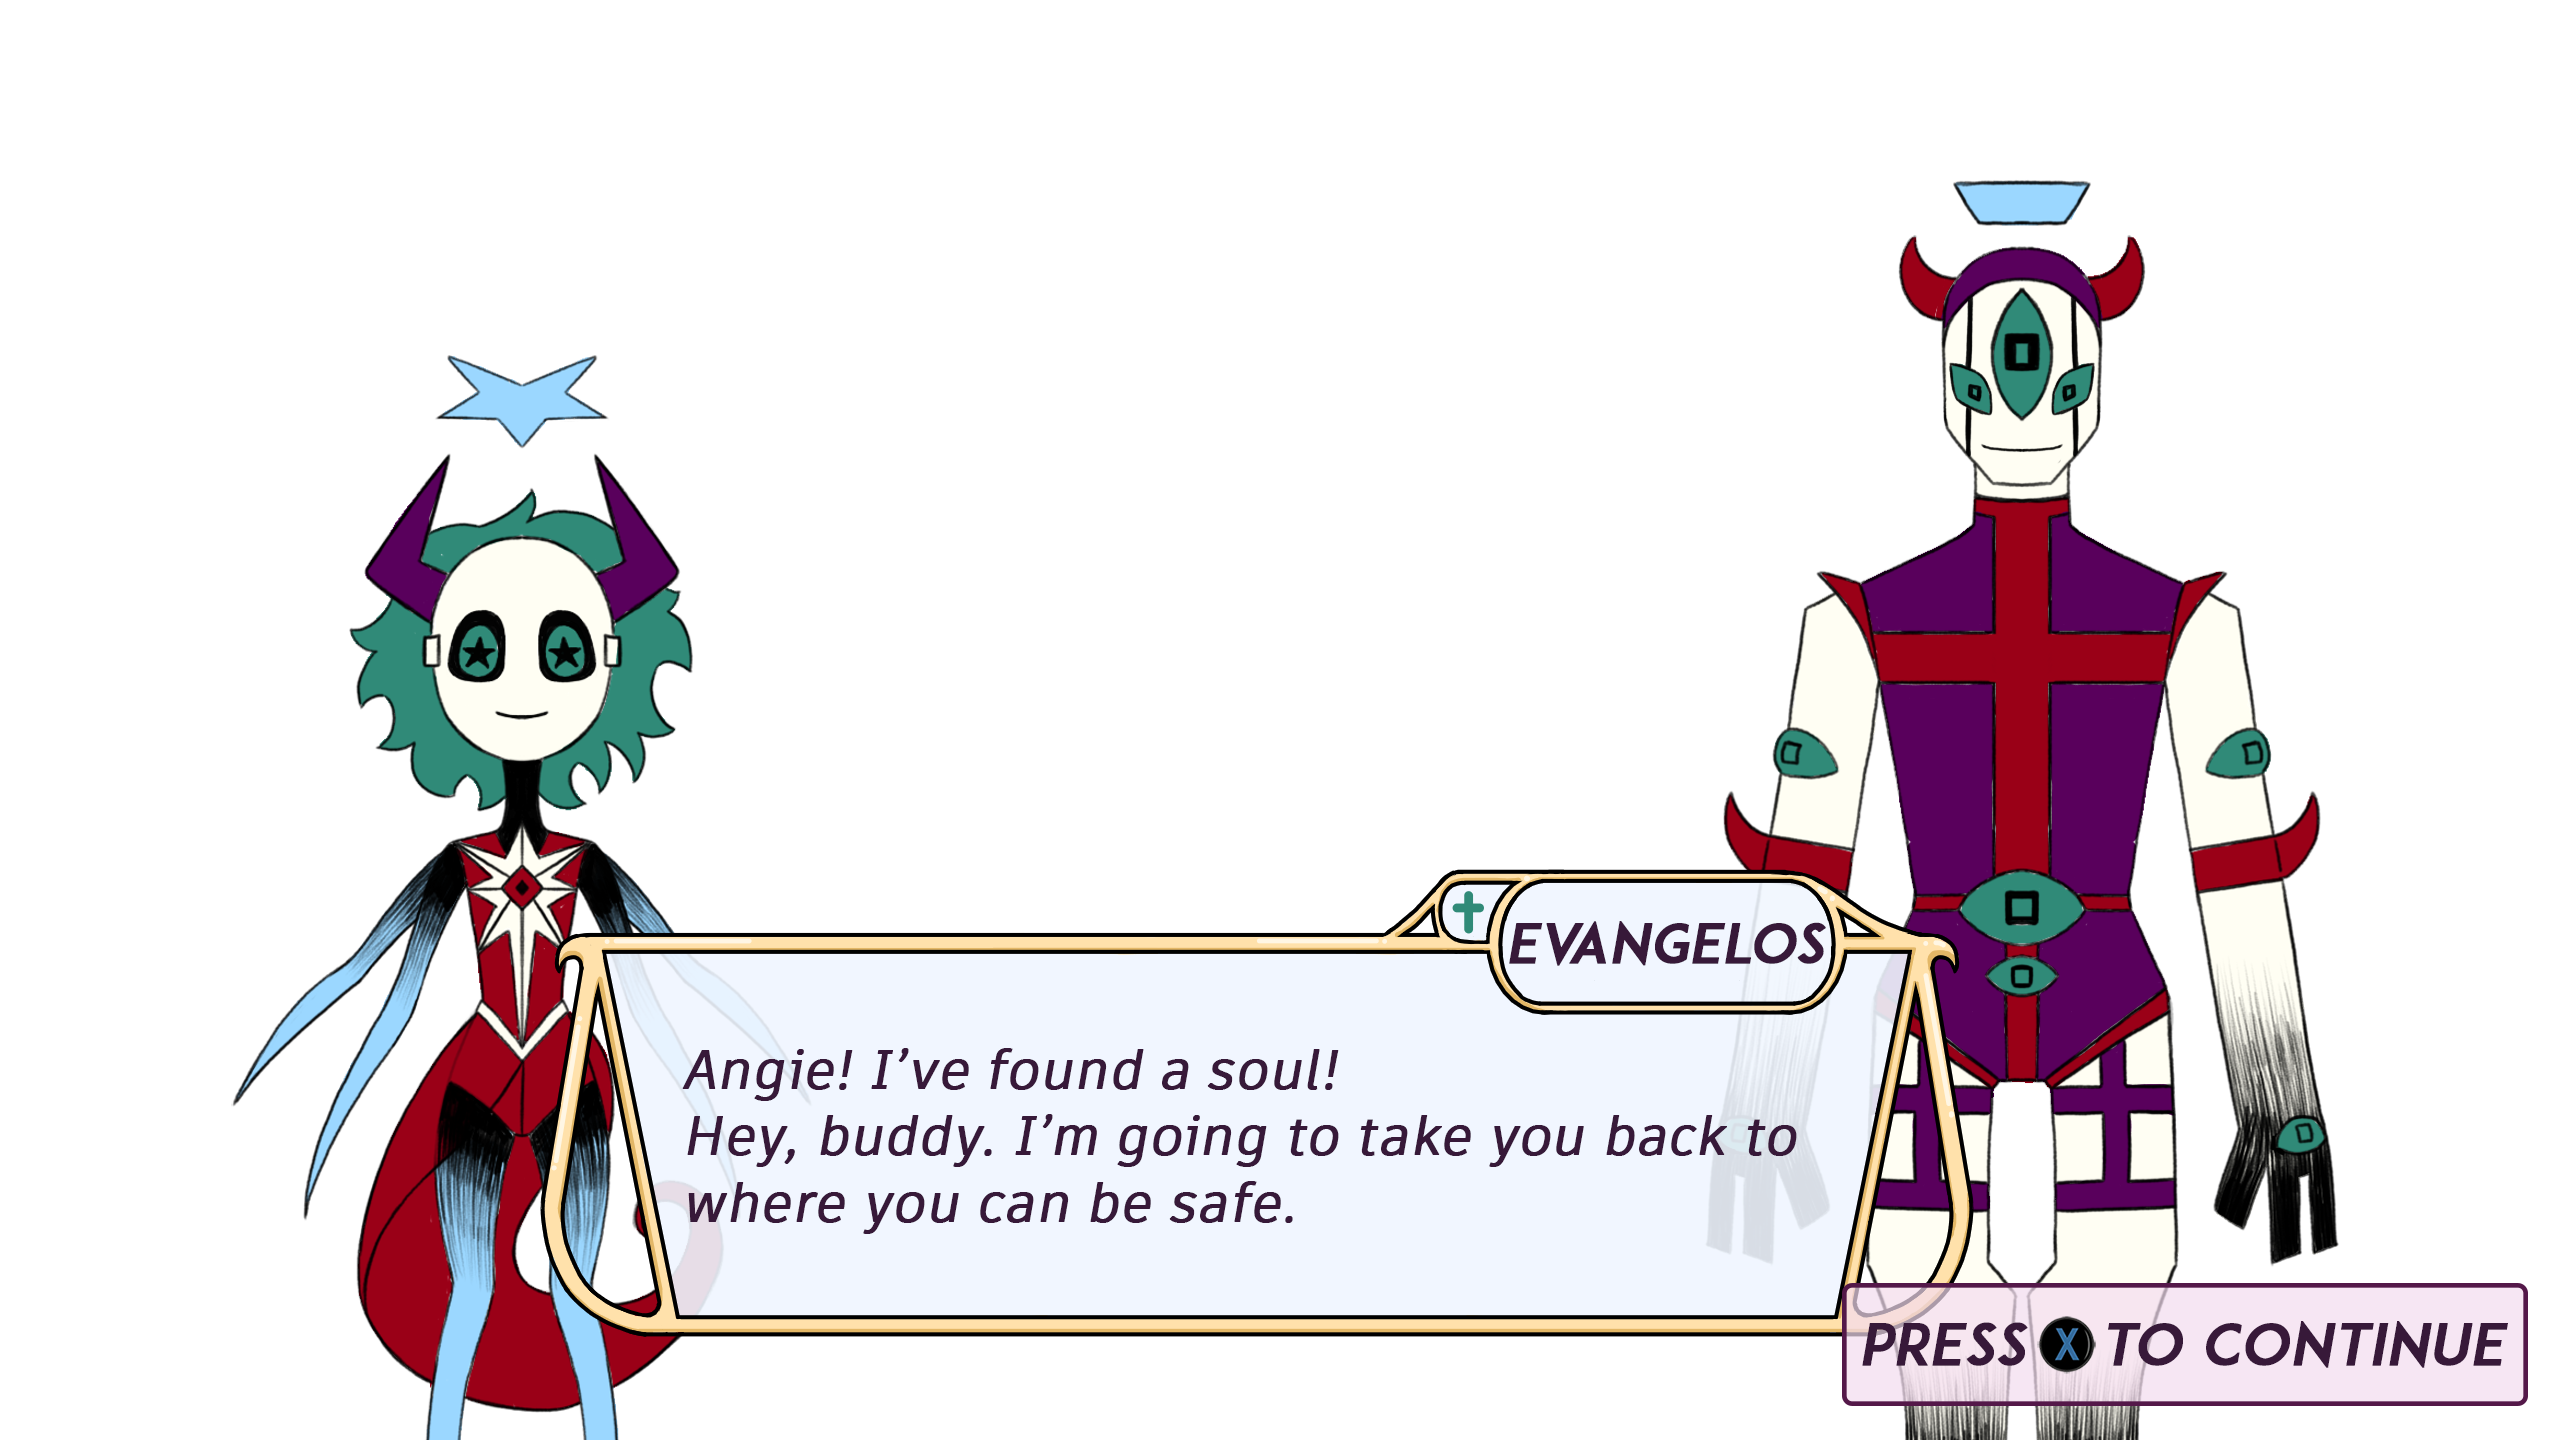 EVANGELOS
Angie! I've found a soul!
Hey, buddy. I'm going to take you back to
where you can be safe.
PRESS X TO CONTINUE